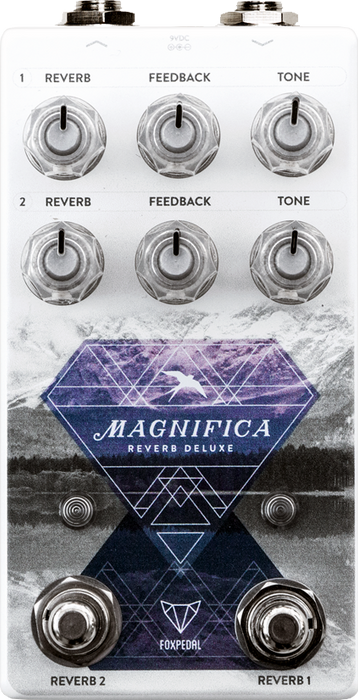 9VDC
1 REVERB FEEDBACK TONE
2 REVERB FEEDBACK TONE
MAGNIFICA
REVERB DELUXE
FOXPEDAL
REVERB 2 REVERB 1